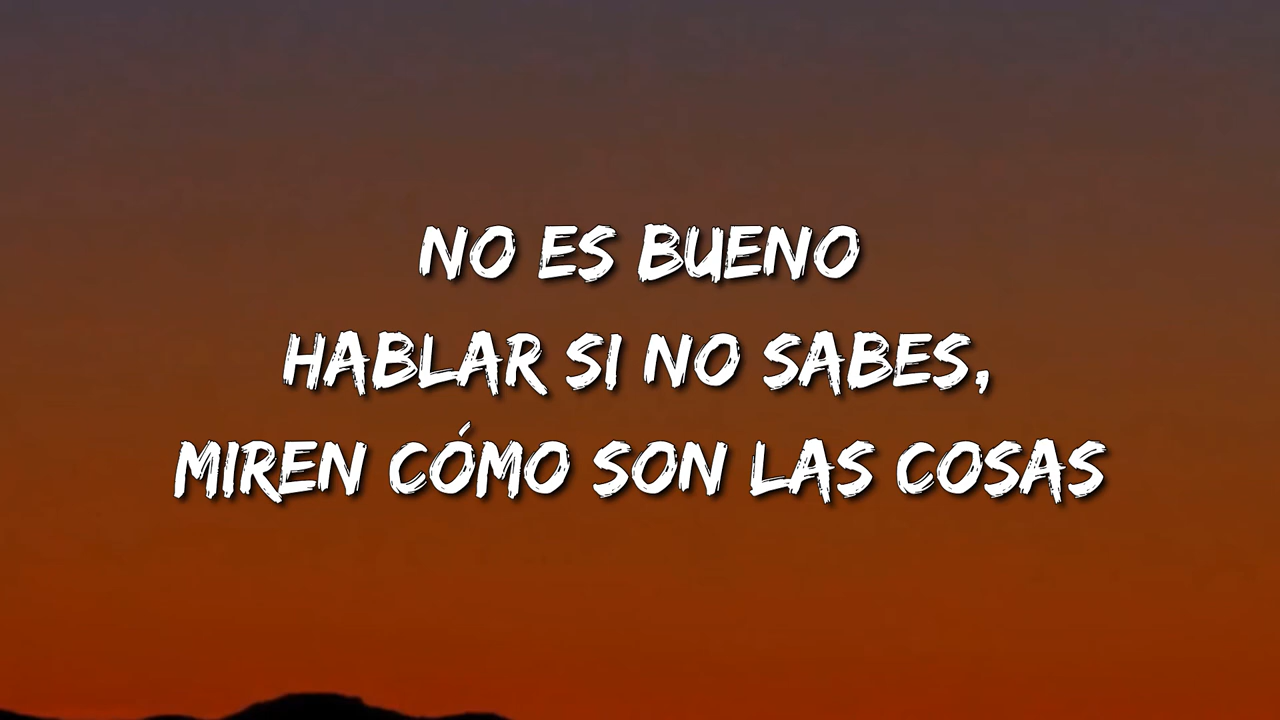 NO ES BUENO
HABLAR SI NO SABES,
MIREN CÓMO SON LAS COSAS